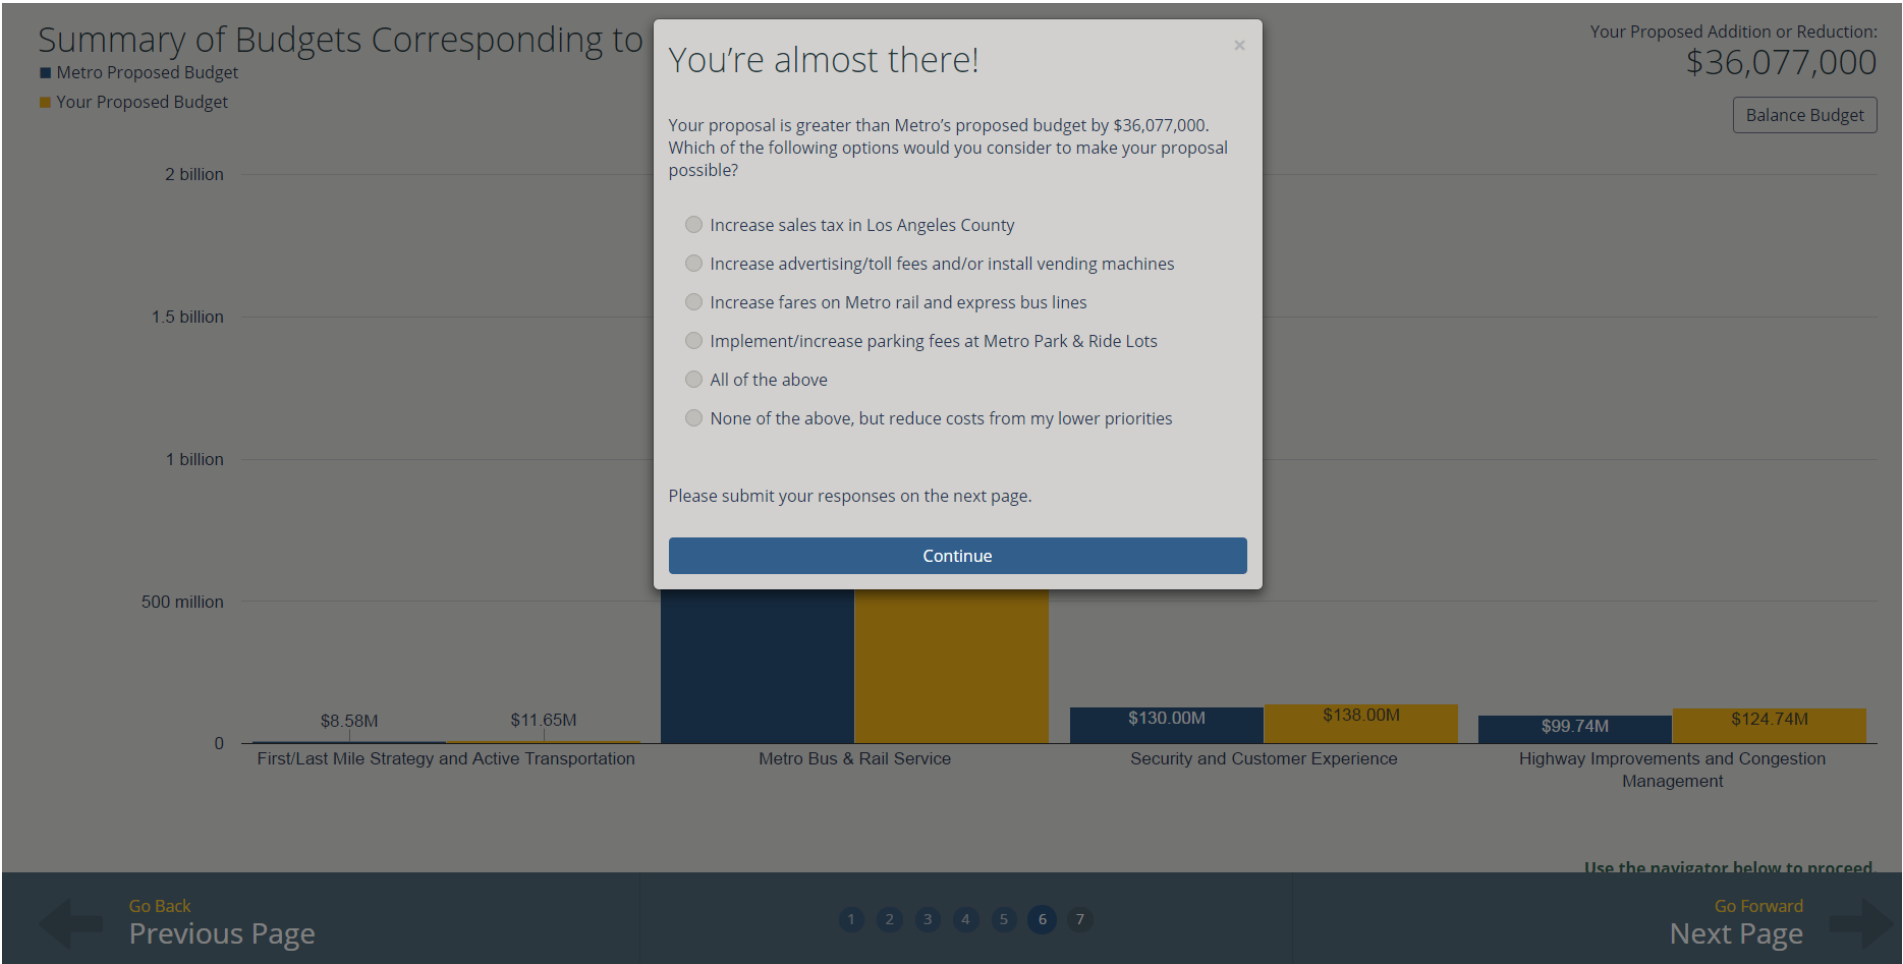 Summary of Budgets Corresponding to
Metro Proposed Budget
Your Proposed Budget
Your Proposed Addition or Reduction:
$36,077,000
Balance Budget
You're almost there!
×
Your proposal is greater than Metro's proposed budget by $36,077,000.
Which of the following options would you consider to make your proposal
possible?
Increase sales tax in Los Angeles County
Increase advertising/toll fees and/or install vending machines
Increase fares on Metro rail and express bus lines
Implement/increase parking fees at Metro Park & Ride Lots
All of the above
None of the above, but reduce costs from my lower priorities
Please submit your responses on the next page.
Continue
2 billion
1.5 billion
1 billion
500 million
0
$8.58M
$11.65M
$130.00M
$138.00M
$99.74M
$124.74M
First/Last Mile Strategy and Active Transportation
Metro Bus & Rail Service
Security and Customer Experience
Highway Improvements and Congestion
Management
Use the navigator below to proceed.
Go Back
Previous Page
1 2 3 4 5 6 7
Go Forward
Next Page